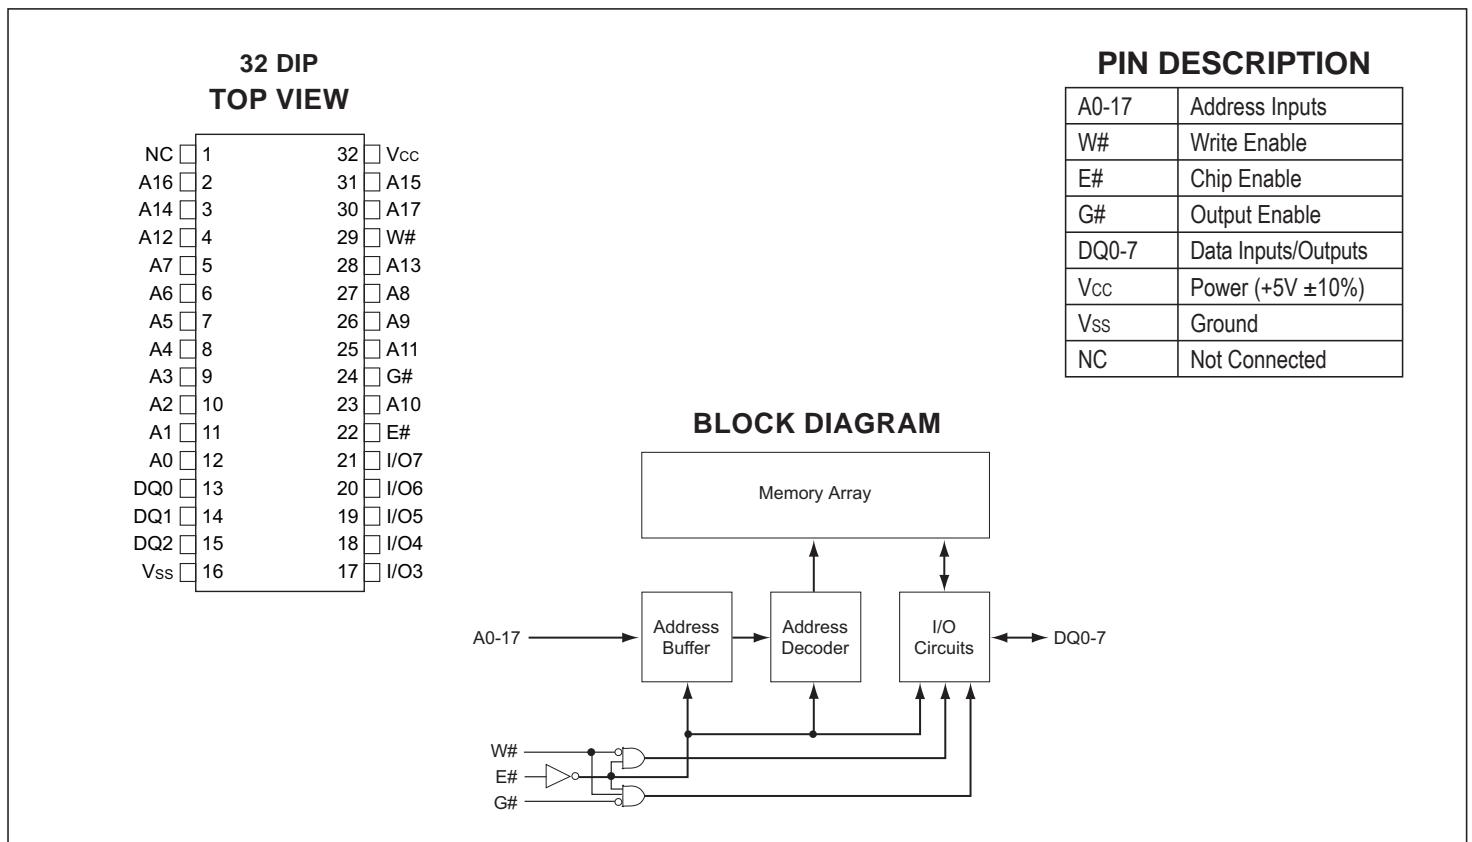 32 DIP
TOP VIEW
NC 1 32 Vcc
A16 2 31 A15
A14 3 30 A17
A12 4 29 W#
A7 5 28 A13
A6 6 27 A8
A5 7 26 A9
A4 8 25 A11
A3 9 24 G#
A2 10 23 A10
A1 11 22 E#
A0 12 21 I/O7
DQ0 13 20 I/O6
DQ1 14 19 I/O5
DQ2 15 18 I/O4
Vss 16 17 I/O3
PIN DESCRIPTION
A0-17 Address Inputs
W# Write Enable
E# Chip Enable
G# Output Enable
DQ0-7 Data Inputs/Outputs
Vcc Power (+5V ±10%)
Vss Ground
NC Not Connected
BLOCK DIAGRAM
Memory Array
A0-17
Address
Buffer
Address
Decoder
I/O
Circuits
DQ0-7
W#
E#
G#